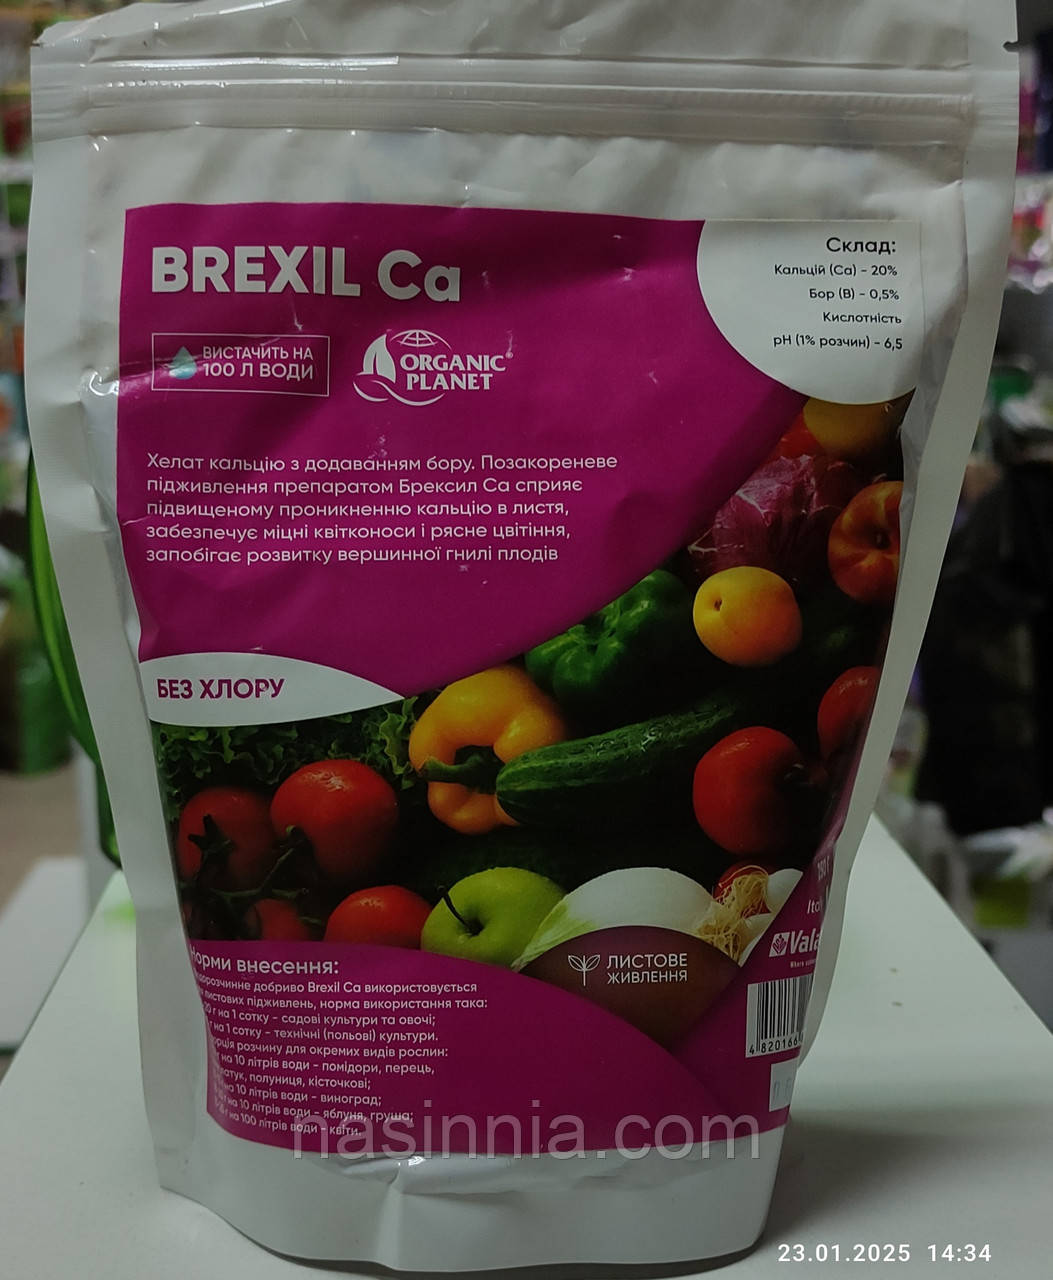 BREXIL Ca
ВИСТАЧИТЬ НА
100 Л ВОДИ
ORGANIC
PLANET
Склад:
Кальцій (Са) - 20%
Бор (В) - 0,5%
Кислотність
pH (1% розчин) - 6,5
Хелат кальцію з додаванням бору. Позакореневе
підживлення препаратом Брексил Са сприяє
підвищеному проникненню кальцію в листя,
забезпечує міцні квітконоси і рясне цвітіння,
запобігає розвитку вершинної гнилі плодів
БЕЗ ХЛОРУ
150 Г
Vala
ЛИСТОВЕ
ЖИВЛЕННЯ
Норми внесення:
добриво Brexil Ca використовується
листових підживлень, норма використання така:
г на 1 сотку - садові культури та овочі;
г на 1 сотку - технічні (польові) культури.
розчину для окремих видів рослин:
на 10 літрів води - помідори, перець,
полуниця, кісточкові;
на 10 літрів води - виноград;
на 10 літрів води - яблуня, груша;
на 100 літрів води - квіти.
nasinnia.com
23.01.2025 14:34